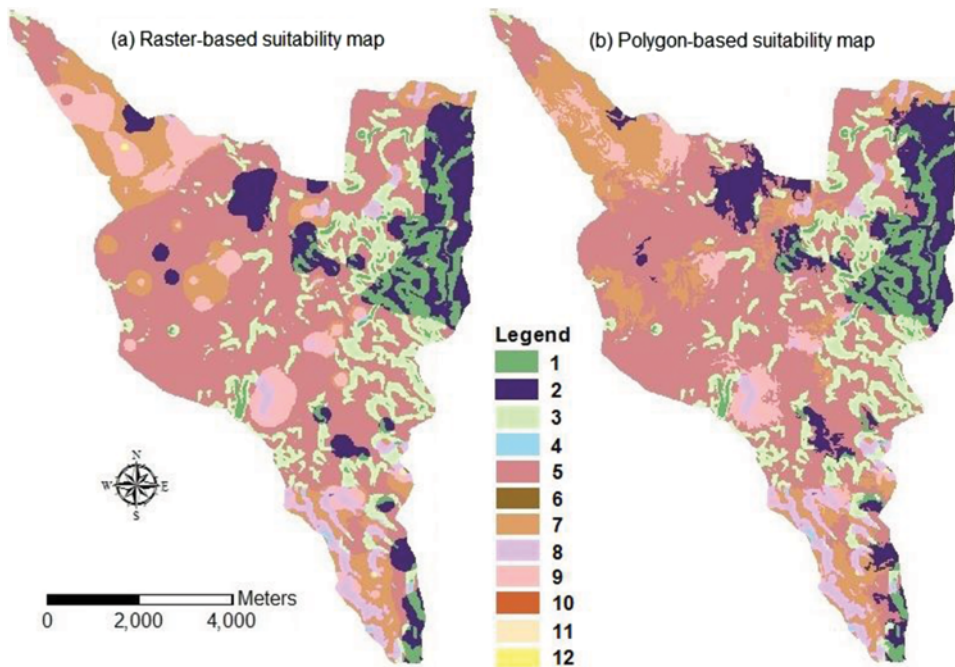 (a) Raster-based suitability map
(b) Polygon-based suitability map
Legend
1
2
3
4
5
6
7
8
9
10
11
12
N
W E
S
Meters
0 2,000 4,000